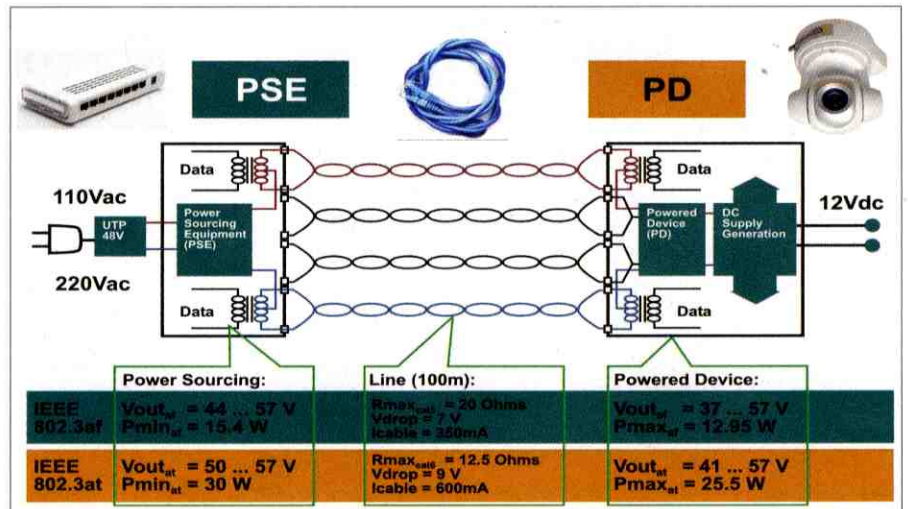 PSE
PD
Data
Data
110Vac
UTP
48V
Power
Sourcing
Equipment
(PSE)
Powered
Device
(PD)
DC
Supply
Generation
12Vdc
220Vac
Data
Data
Power Sourcing:
Line (100m):
Powered Device:
IEEE
802.3af
Voutaf = 44 ... 57 V
Pminaf = 15.4 W
Rmaxcat3 = 20 Ohms
Vdrop = 7 V
Icable = 350mA
Voutaf = 37 ... 57 V
Pmaxaf = 12.95 W
IEEE
802.3at
Voutat = 50 ... 57 V
Pminat = 30 W
Rmaxcat5 = 12.5 Ohms
Vdrop = 9 V
Icable = 600mA
Voutat = 41 ... 57 V
Pmaxat = 25.5 W